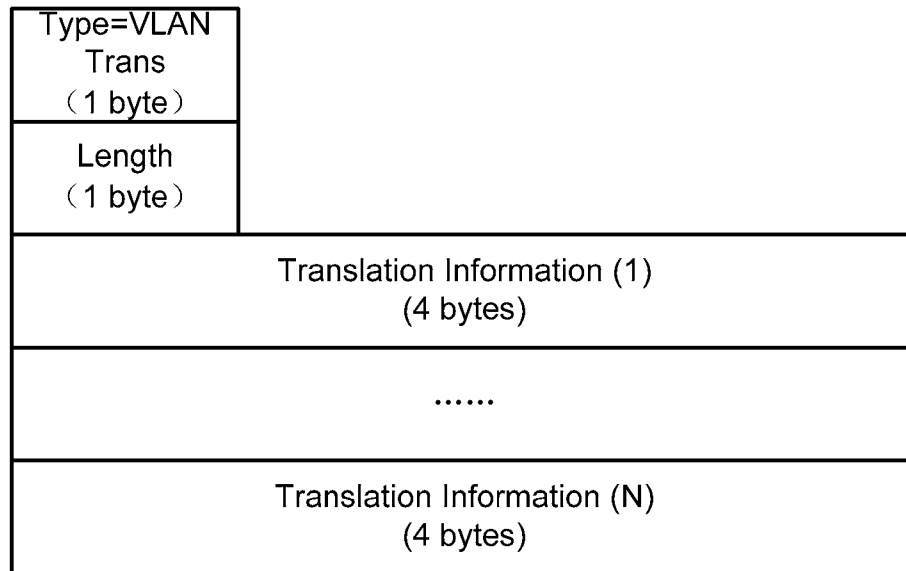 Type=VLAN
Trans
（1 byte）
Length
（1 byte）
Translation Information (1)
(4 bytes)
......
Translation Information (N)
(4 bytes)